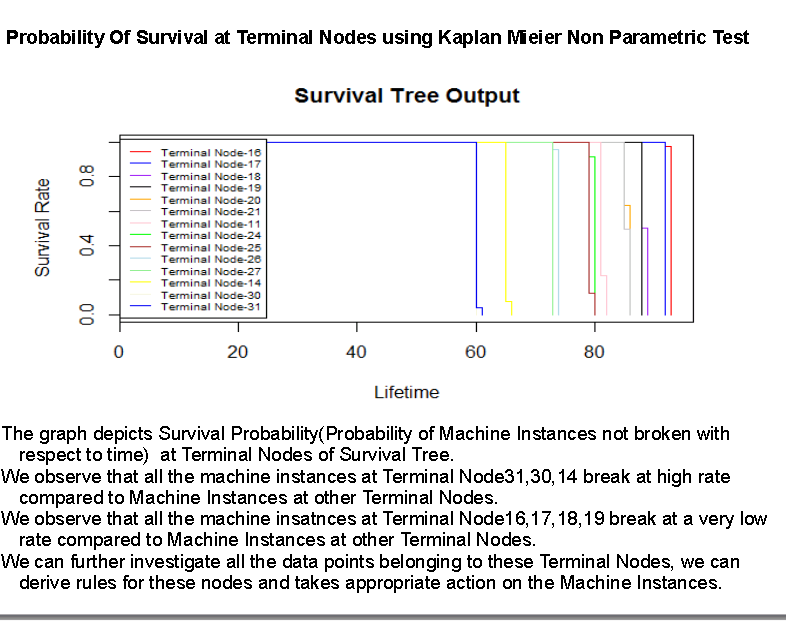 Probability Of Survival at Terminal Nodes using Kaplan Mieier Non Parametric Test
Survival Tree Output
Survival Rate
0.8
0.4
0.0
Terminal Node-16
Terminal Node-17
Terminal Node-18
Terminal Node-19
Terminal Node-20
Terminal Node-21
Terminal Node-11
Terminal Node-24
Terminal Node-25
Terminal Node-26
Terminal Node-27
Terminal Node-14
Terminal Node-30
Terminal Node-31
0 20 40 60 80
Lifetime
The graph depicts Survival Probability(Probability of Machine Instances not broken with
respect to time) at Terminal Nodes of Survival Tree.
We observe that all the machine instances at Terminal Node31,30,14 break at high rate
compared to Machine Instances at other Terminal Nodes.
We observe that all the machine insatnces at Terminal Node16,17,18,19 break at a very low
rate compared to Machine Instances at other Terminal Nodes.
We can further investigate all the data points belonging to these Terminal Nodes, we can
derive rules for these nodes and takes appropriate action on the Machine Instances.